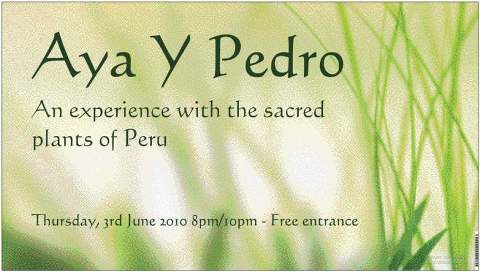 Aya Y Pedro
An experience with the sacred
plants of Peru
Thursday, 3rd June 2010 8pm/10pm - Free entrance